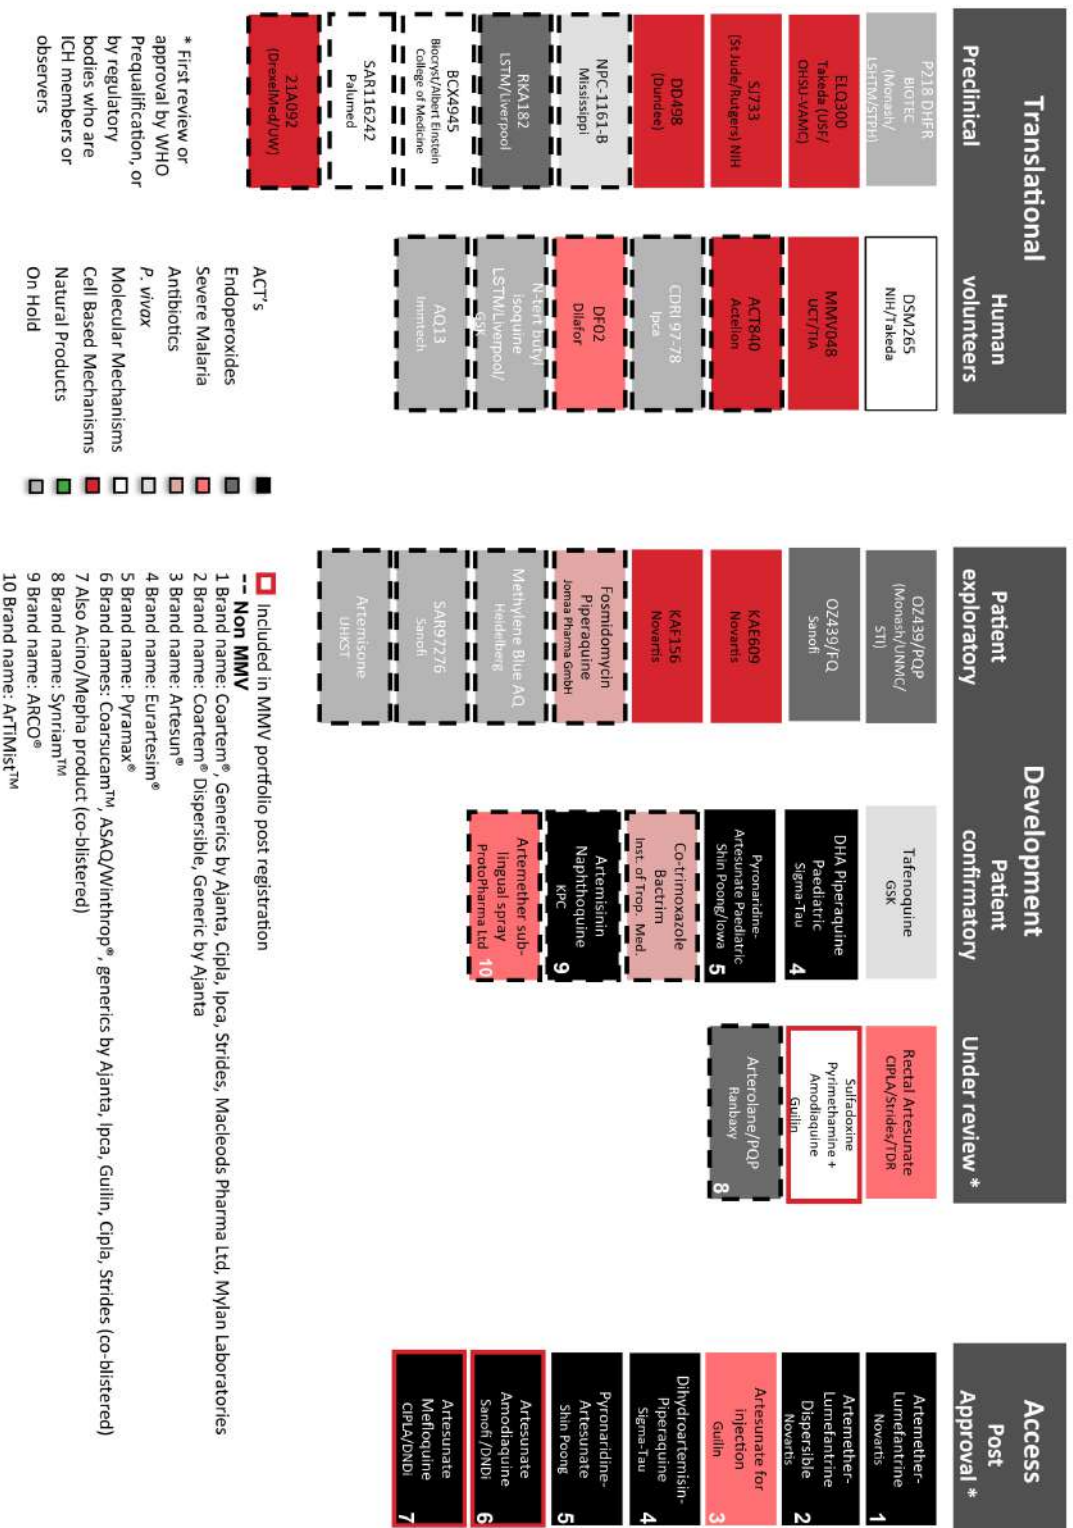 Translational
Preclinical
Human
volunteers
P218 DHFR
BIOTEC
(Monash/
LSHTM/STPH)
ELQ300
Takeda (USF/
OHSU-VAMC)
SJ733
(St Jude/Rutgers) NIH
DD498
(Dundee)
NPC-1161-B
Mississippi
RKA182
LSTM/Liverpool
BCX4945
Biocryst/Albert Einstein
College of Medicine
SAR116242
Palumed
21A092
(DrexelMed/UW)
DSM265
NIH/Takeda
MMV048
UCT/TIA
ACT840
Actelion
CDRI 97-78
Ipca
DF02
Dilafor
N-tert butyl
isoquine
LSTM/Liverpool/
GSK
AQ13
Immtech
Development
Patient
exploratory
Patient
confirmatory
Under review *
OZ439/PQP
(Monash/UNMC/
STI)
OZ439/FQ
Sanofi
KAE609
Novartis
KAF156
Novartis
Fosmidomycin
Piperaquine
Jomaa Pharma GmbH
Methylene Blue AQ
Heidelberg
SAR97276
Sanofi
Artemisone
UHKST
Tafenoquine
GSK
DHA Piperaquine
Paediatric
Sigma-Tau
4
Pyronaridine-
Artesunate Paediatric
Shin Poong/Iowa
5
Co-trimoxazole
Bactrim
Inst. of Trop. Med.
Artemisinin
Naphthoquine
KPC
9
Artemether sub-
lingual spray
ProtoPharma Ltd
10
Rectal Artesunate
CIPLA/Strides/TDR
Sulfadoxine
Pyrimethamine +
Amodiaquine
Guilin
Arterolane/PQP
Ranbaxy
8
Access
Post
Approval *
Artemether-
Lumefantrine
Novartis
1
Artemether-
Lumefantrine
Dispersible
Novartis
2
Artesunate for
injection
Guilin
3
Dihydroartemisin-
Piperaquine
Sigma-Tau
4
Pyronaridine-
Artesunate
Shin Poong
5
Artesunate
Amodiaquine
Sanofi /DNDi
6
Artesunate
Mefloquine
CIPLA/DNDi
7
* First review or
approval by WHO
Prequalification, or
by regulatory
bodies who are
ICH members or
observers
ACT's
Endoperoxides
Severe Malaria
Antibiotics
P. vivax
Molecular Mechanisms
Cell Based Mechanisms
Natural Products
On Hold
Included in MMV portfolio post registration
-- Non MMV
1 Brand name: Coartem®, Generics by Ajanta, Cipla, Ipca, Strides, Macleods Pharma Ltd, Mylan Laboratories
2 Brand name: Coartem® Dispersible, Generic by Ajanta
3 Brand name: Artesun®
4 Brand name: Eurartesim®
5 Brand name: Pyramax®
6 Brand names: Coarsucam™, ASAQ/Winthrop®, generics by Ajanta, Ipca, Guilin, Cipla, Strides (co-blistered)
7 Also Acino/Mepha product (co-blistered)
8 Brand name: Synriam™
9 Brand name: ARCO®
10 Brand name: ArTiMist™